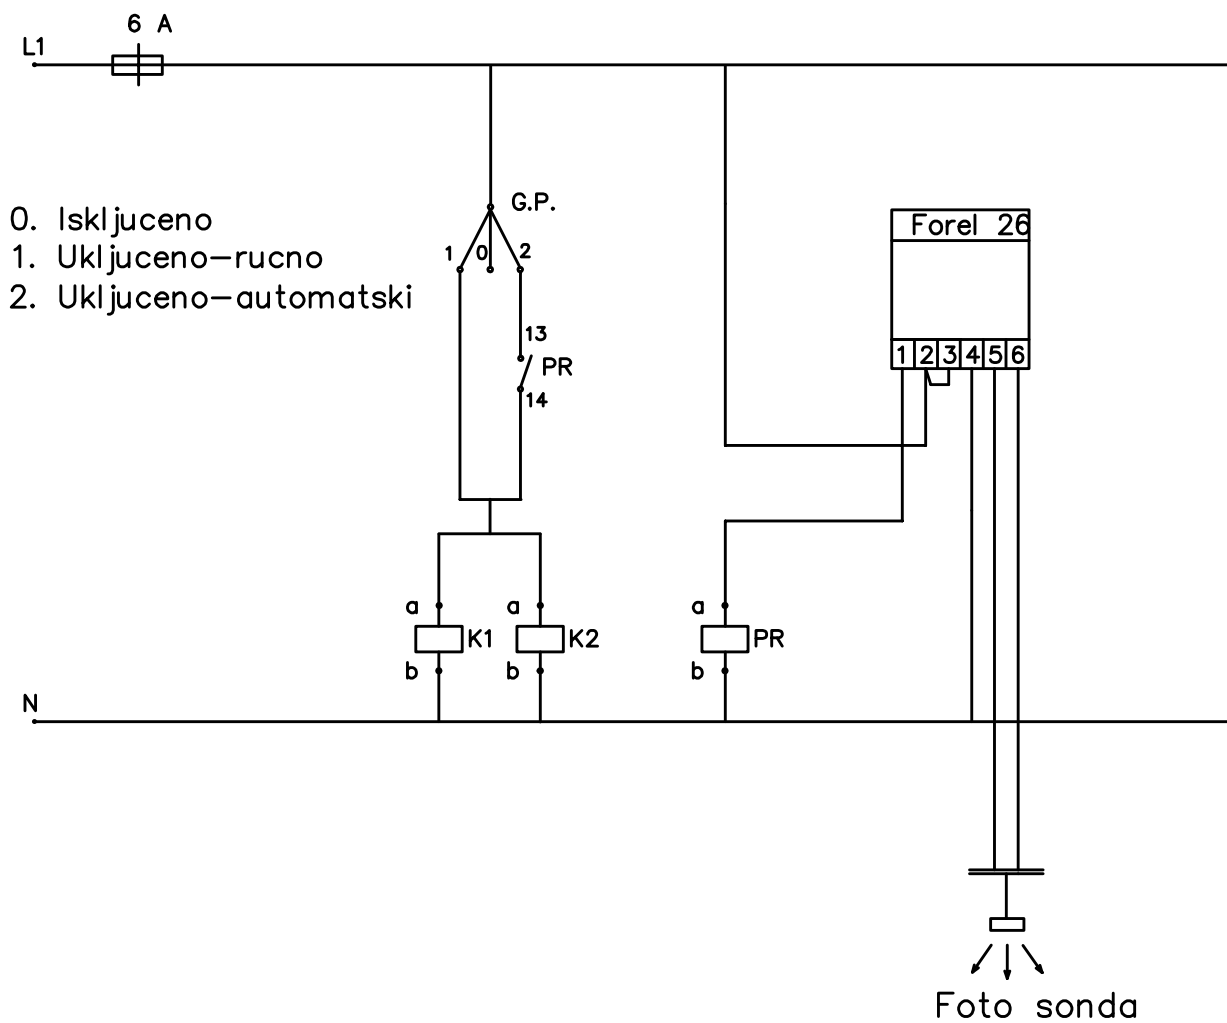 6 A
L1
G.P.
0. Iskljuceno
1. Ukljuceno-rucno
2. Ukljuceno-automatski
1 0 2
13
PR
14
Forel 26
1 2 3 4 5 6
a a a
K1 K2 PR
b b b
N
Foto sonda